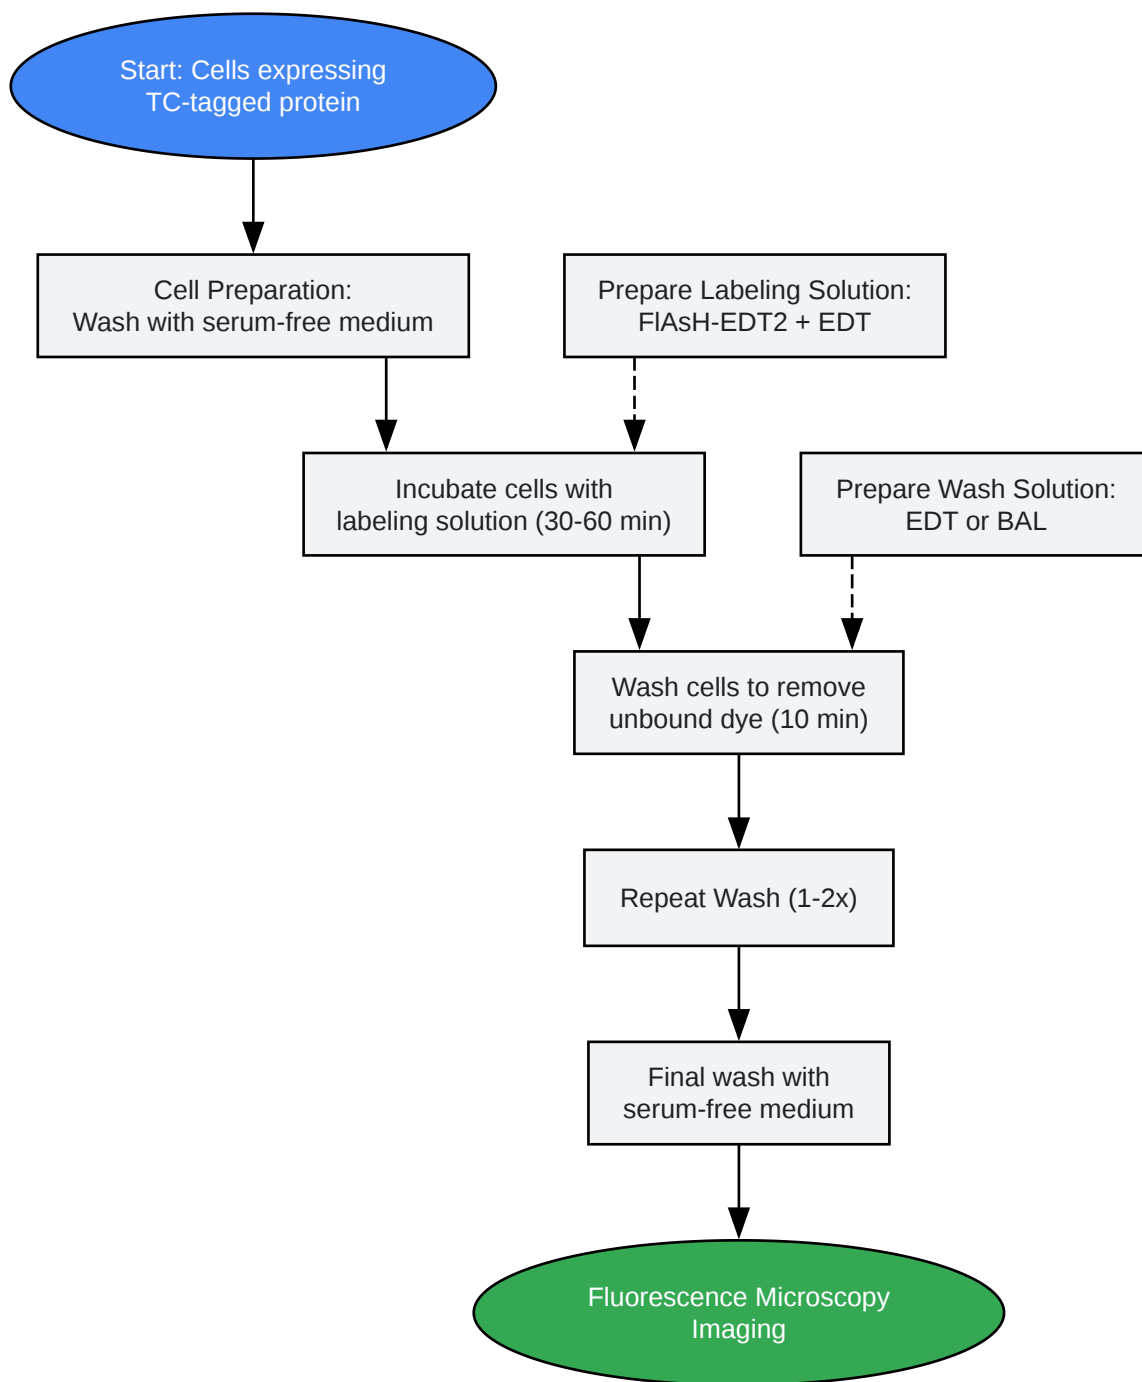 Start: Cells expressing
TC-tagged protein
Cell Preparation:
Wash with serum-free medium
Prepare Labeling Solution:
FlAsH-EDT2 + EDT
Incubate cells with
labeling solution (30-60 min)
Prepare Wash Solution:
EDT or BAL
Wash cells to remove
unbound dye (10 min)
Repeat Wash (1-2x)
Final wash with
serum-free medium
Fluorescence Microscopy
Imaging